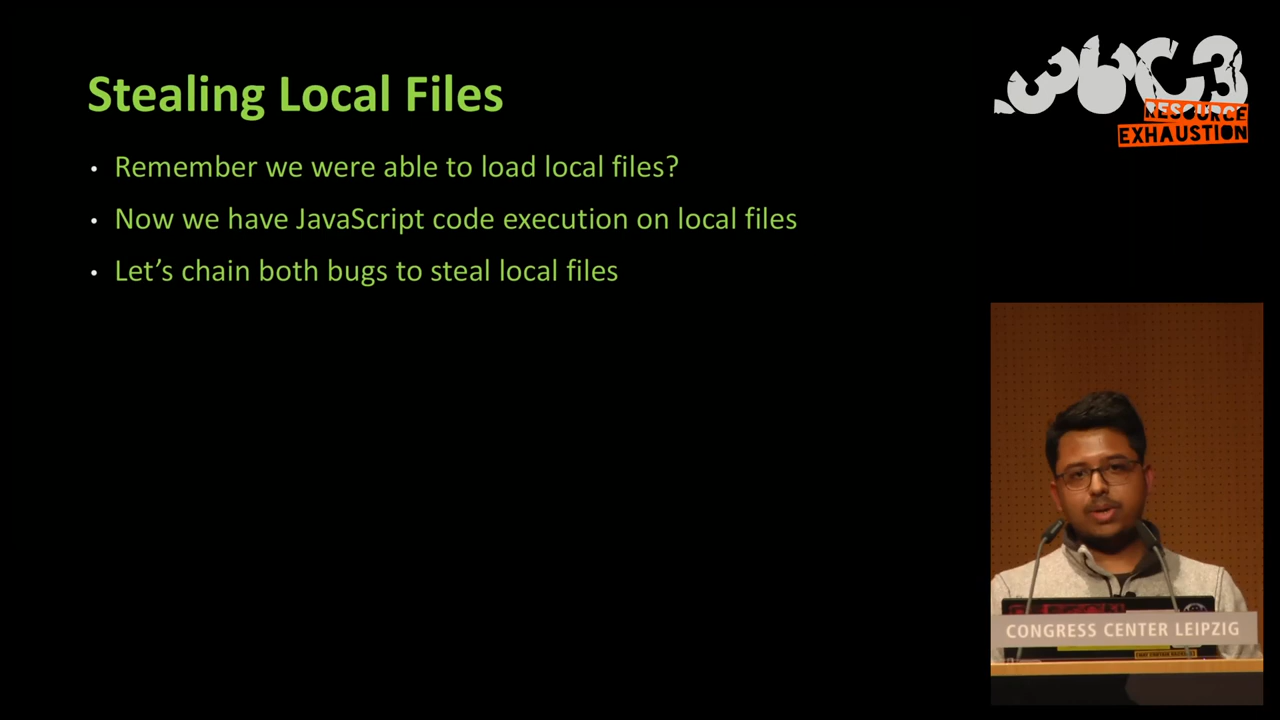 Stealing Local Files
• Remember we were able to load local files?
• Now we have JavaScript code execution on local files
• Let's chain both bugs to steal local files
36C3
RESOURCE
EXHAUSTION
CONGRESS CENTER LEIPZIG